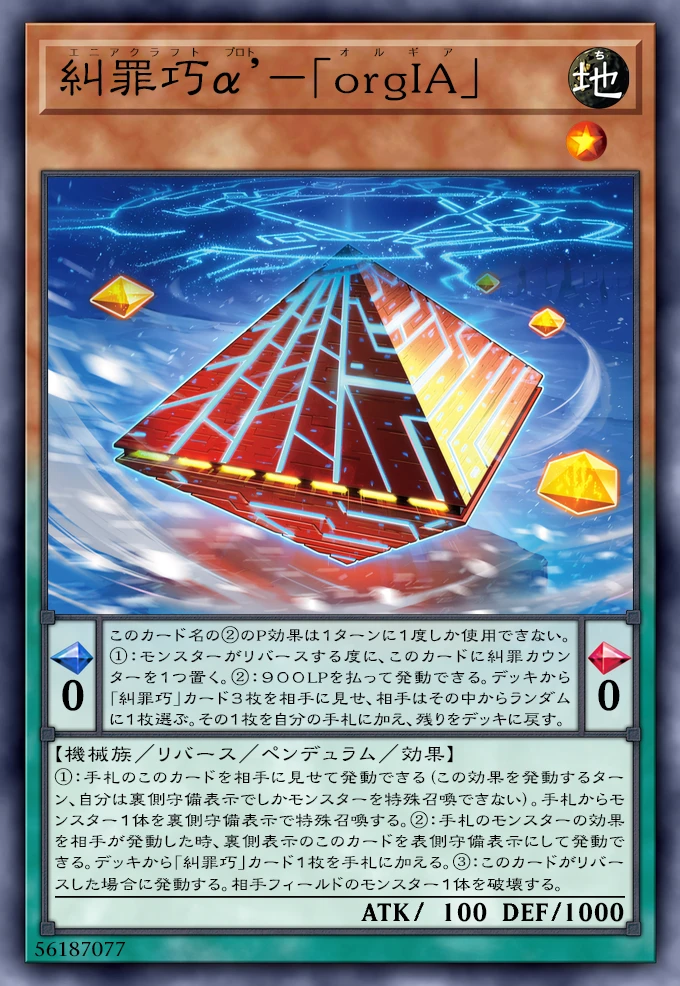 エニアクラフト プロト オルギア
糾罪巧α’－「orgIA」
ち
地
このカード名の②のP効果は1ターンに1度しか使用できない。
①：モンスターがリバースする度に、このカードに糾罪カウン
ターを1つ置く。②：９００LPを払って発動できる。デッキから
「糾罪巧」カード３枚を相手に見せ、相手はその中からランダム
に１枚選ぶ。その１枚を自分の手札に加え、残りをデッキに戻す。
0
0
【機械族／リバース／ペンデュラム／効果】
①：手札のこのカードを相手に見せて発動できる（この効果を発動するター
ン、自分は裏側守備表示でしかモンスターを特殊召喚できない）。手札からモ
ンスター1体を裏側守備表示で特殊召喚する。②：手札のモンスターの効果
を相手が発動した時、裏側表示のこのカードを表側守備表示にして発動で
きる。デッキから「糾罪巧」カード1枚を手札に加える。③：このカードがリバー
スした場合に発動する。相手フィールドのモンスター１体を破壊する。
ATK/ 100 DEF/1000
56187077